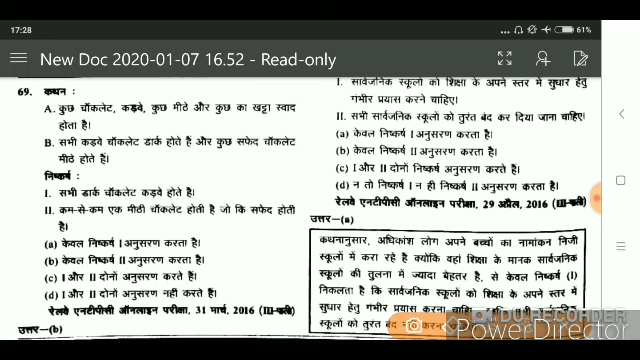 17:28
61%
New Doc 2020-01-07 16.52 - Read-only
69. कथन :
A. कुछ चॉकलेट, कड़वे, कुछ मीठे और कुछ का खट्टा स्वाद
होता है।
B. सभी कड़वे चॉकलेट डार्क होते हैं और कुछ सफेद चॉकलेट
मीठे होते हैं।
निष्कर्ष :
I. सभी डार्क चॉकलेट कड़वे होते है।
II. कम-से-कम एक मिठी चॉकलेट होती है जो कि सफेद होती
है।
(a) केवल निष्कर्ष I अनुसरण करता है।
(b) केवल निष्कर्ष II अनुसरण करता है।
(c) I और II दोनों अनुसरण करते हैं।
(d) I और II दोनों अनुसरण नहीं करते हैं।
रेलवे एनटीपीसी ऑनलाइन परीक्षा, 31 मार्च, 2016 (III-पाली)
उत्तर-(b)
I. सार्वजनिक स्कूलों को शिक्षा के अपने स्तर में सुधार हेतु
गंभीर प्रयास करने चाहिए।
II. सभी सार्वजनिक स्कूलों को तुरंत बंद कर दिया जाना चाहिए।
(a) केवल निष्कर्ष I अनुसरण करता है।
(b) केवल निष्कर्ष II अनुसरण करता है।
(c) I और II दोनों निष्कर्ष अनुसरण करते हैं।
(d) न तो निष्कर्ष I न ही निष्कर्ष II अनुसरण करता है।
रेलवे एनटीपीसी ऑनलाइन परीक्षा, 29 अप्रैल, 2016 (III-पाली)
उत्तर-(a)
कथनानुसार, अधिकांश लोग अपने बच्चों का नामांकन निजी
स्कूलों में करा रहे है क्योंकि वहां शिक्षा के मानक सार्वजनिक
स्कूलों की तुलना में ज्यादा बेहतर है, से केवल निष्कर्ष (I)
निकलता है कि सार्वजनिक स्कूलों को शिक्षा के अपने स्तर में
सुधार हेतु गंभीर प्रयास करना चाहिए
स्कूलों को तुरंत बंद
DU RECORDER
PowerDirector